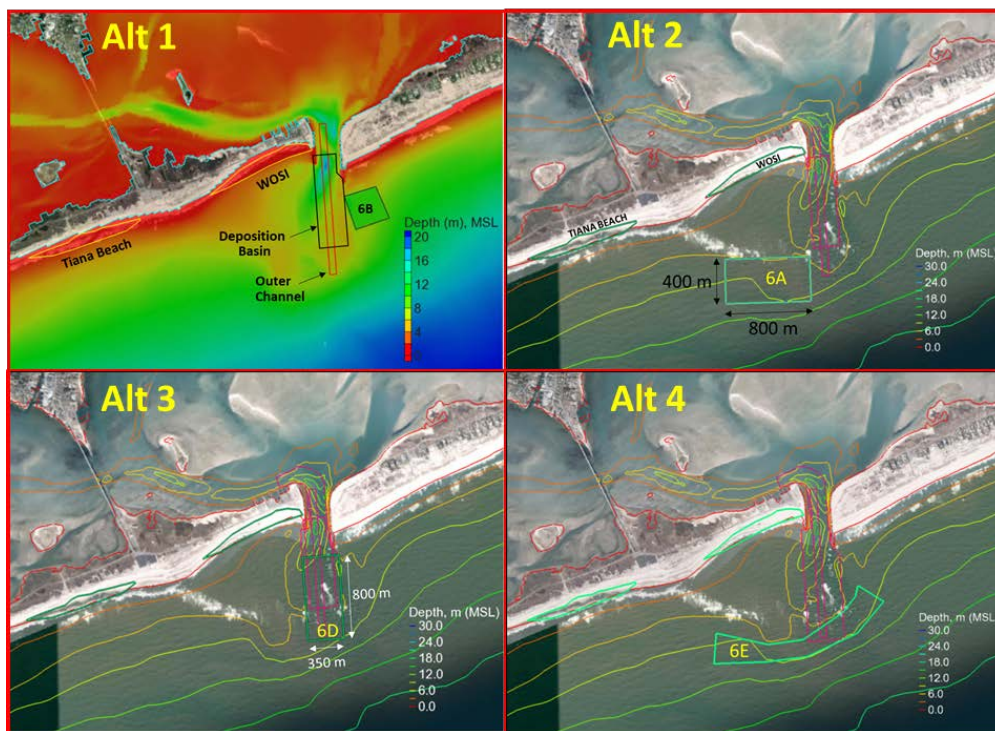 Alt 1
WOSI
6B
Depth (m), MSL
Deposition
Basin
Tiana Beach
Outer
Channel
20
16
12
8
4
Alt 2
WOSI
TIANA BEACH
6A
400 m
800 m
Depth, m (MSL)
30.0
24.0
18.0
12.0
6.0
0.0
Alt 3
800 m
6D
350 m
Depth, m (MSL)
30.0
24.0
18.0
12.0
6.0
0.0
Alt 4
6E
Depth, m (MSL)
30.0
24.0
18.0
12.0
6.0
0.0